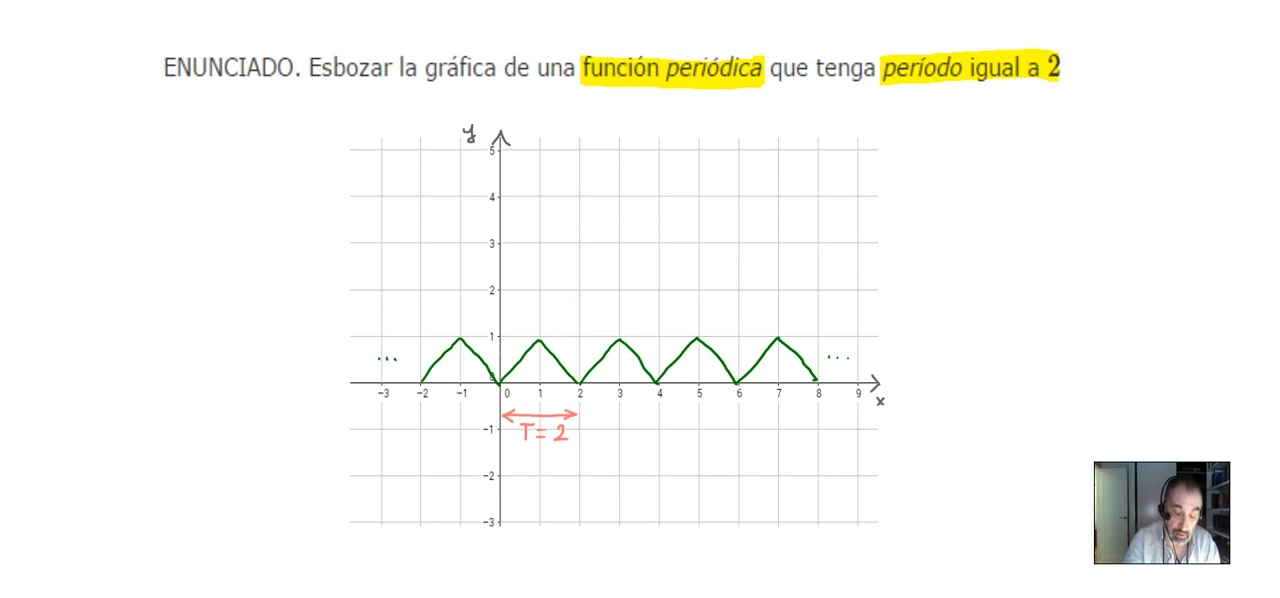 ENUNCIADO. Esbozar la gráfica de una función periódica que tenga período igual a 2
y
5
4
3
2
1
0
... ...
-3 -2 -1 0 1 2 3 4 5 6 7 8 9
x
T = 2
-1
-2
-3